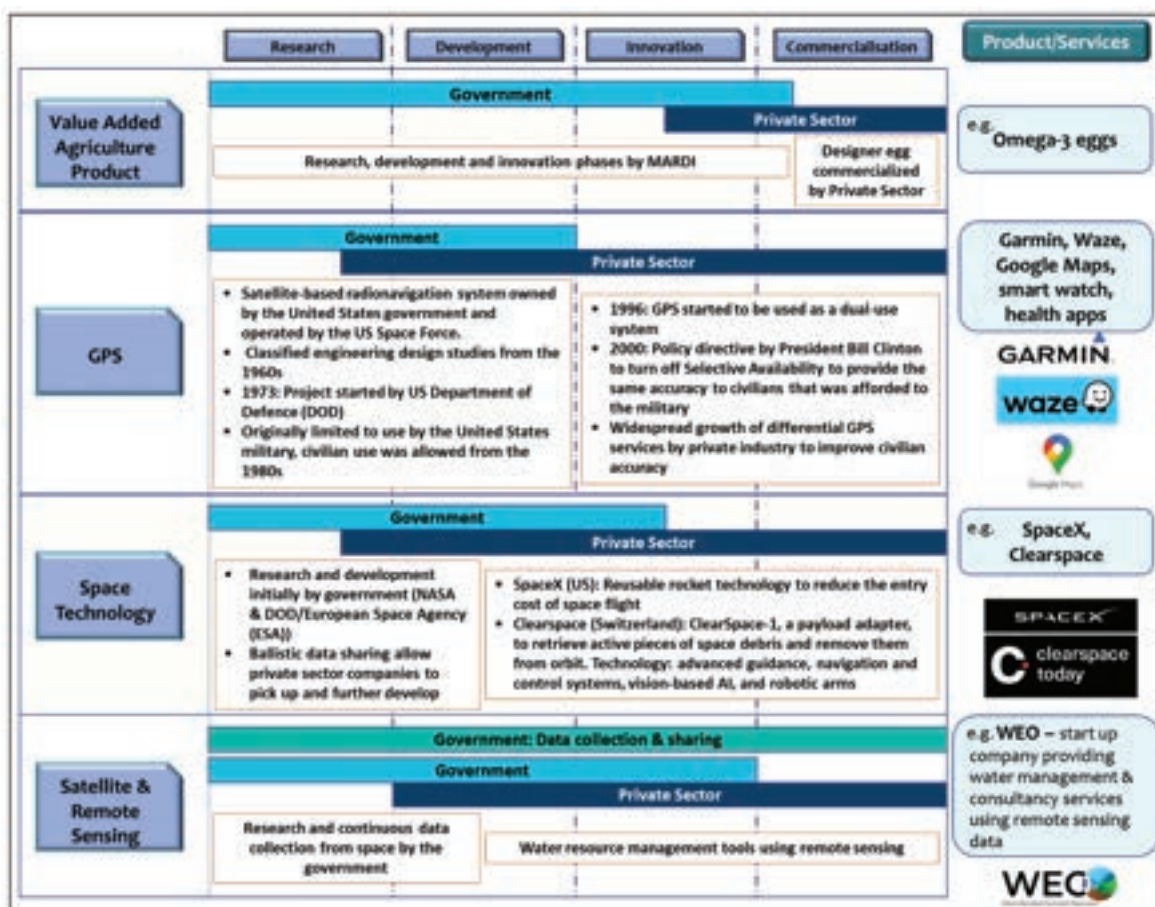 Research
Development
Innovation
Commercialisation
Product/Services
Value Added
Agriculture
Product
Government
Private Sector
Research, development and innovation phases by MARDI
Designer egg
commercialized
by Private Sector
e.g. Omega-3 eggs
GPS
Government
Private Sector
• Satellite-based radionavigation system owned
by the United States government and
operated by the US Space Force.
• Classified engineering design studies from the
1960s
• 1973: Project started by US Department of
Defence (DOD)
• Originally limited to use by the United States
military, civilian use was allowed from the
1980s
• 1996: GPS started to be used as a dual-use
system
• 2000: Policy directive by President Bill Clinton
to turn off Selective Availability to provide the
same accuracy to civilians that was afforded to
the military
• Widespread growth of differential GPS
services by private industry to improve civilian
accuracy
Garmin, Waze,
Google Maps,
smart watch,
health apps
GARMIN
waze
Google Maps
Space
Technology
Government
Private Sector
• Research and development
initially by government (NASA
& DOD/European Space Agency
(ESA))
• Ballistic data sharing allow
private sector companies to
pick up and further develop
• SpaceX (US): Reusable rocket technology to reduce the entry
cost of space flight
• Clearspace (Switzerland): ClearSpace-1, a payload adapter,
to retrieve active pieces of space debris and remove them
from orbit. Technology: advanced guidance, navigation and
control systems, vision-based AI, and robotic arms
e.g. SpaceX,
Clearspace
SPACEX
clearspace
today
Satellite &
Remote
Sensing
Government: Data collection & sharing
Government
Private Sector
Research and continuous data
collection from space by the
government
Water resource management tools using remote sensing
e.g. WEO – start up
company providing
water management &
consultancy services
using remote sensing
data
WEO